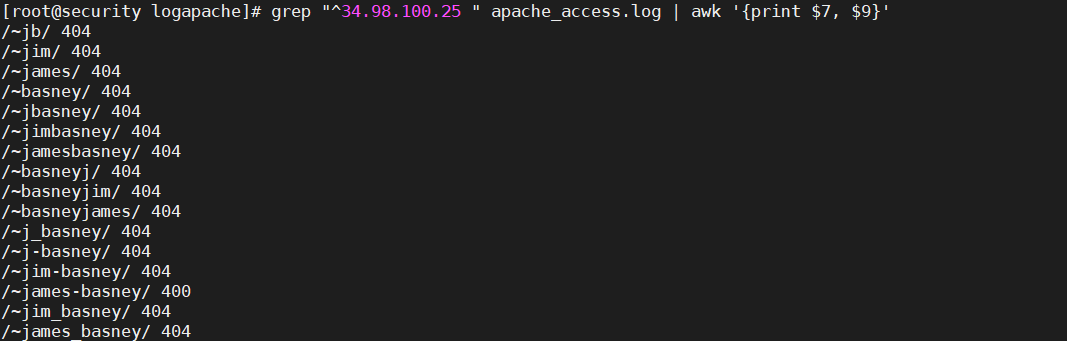 [root@security logapache]# grep "^34.98.100.25 " apache_access.log | awk '{print $7, $9}'
/~jb/ 404
/~jim/ 404
/~james/ 404
/~basney/ 404
/~jbasney/ 404
/~jimbasney/ 404
/~jamesbasney/ 404
/~basneyj/ 404
/~basneyjim/ 404
/~basneyjames/ 404
/~j_basney/ 404
/~j-basney/ 404
/~jim-basney/ 404
/~james-basney/ 400
/~jim_basney/ 404
/~james_basney/ 404